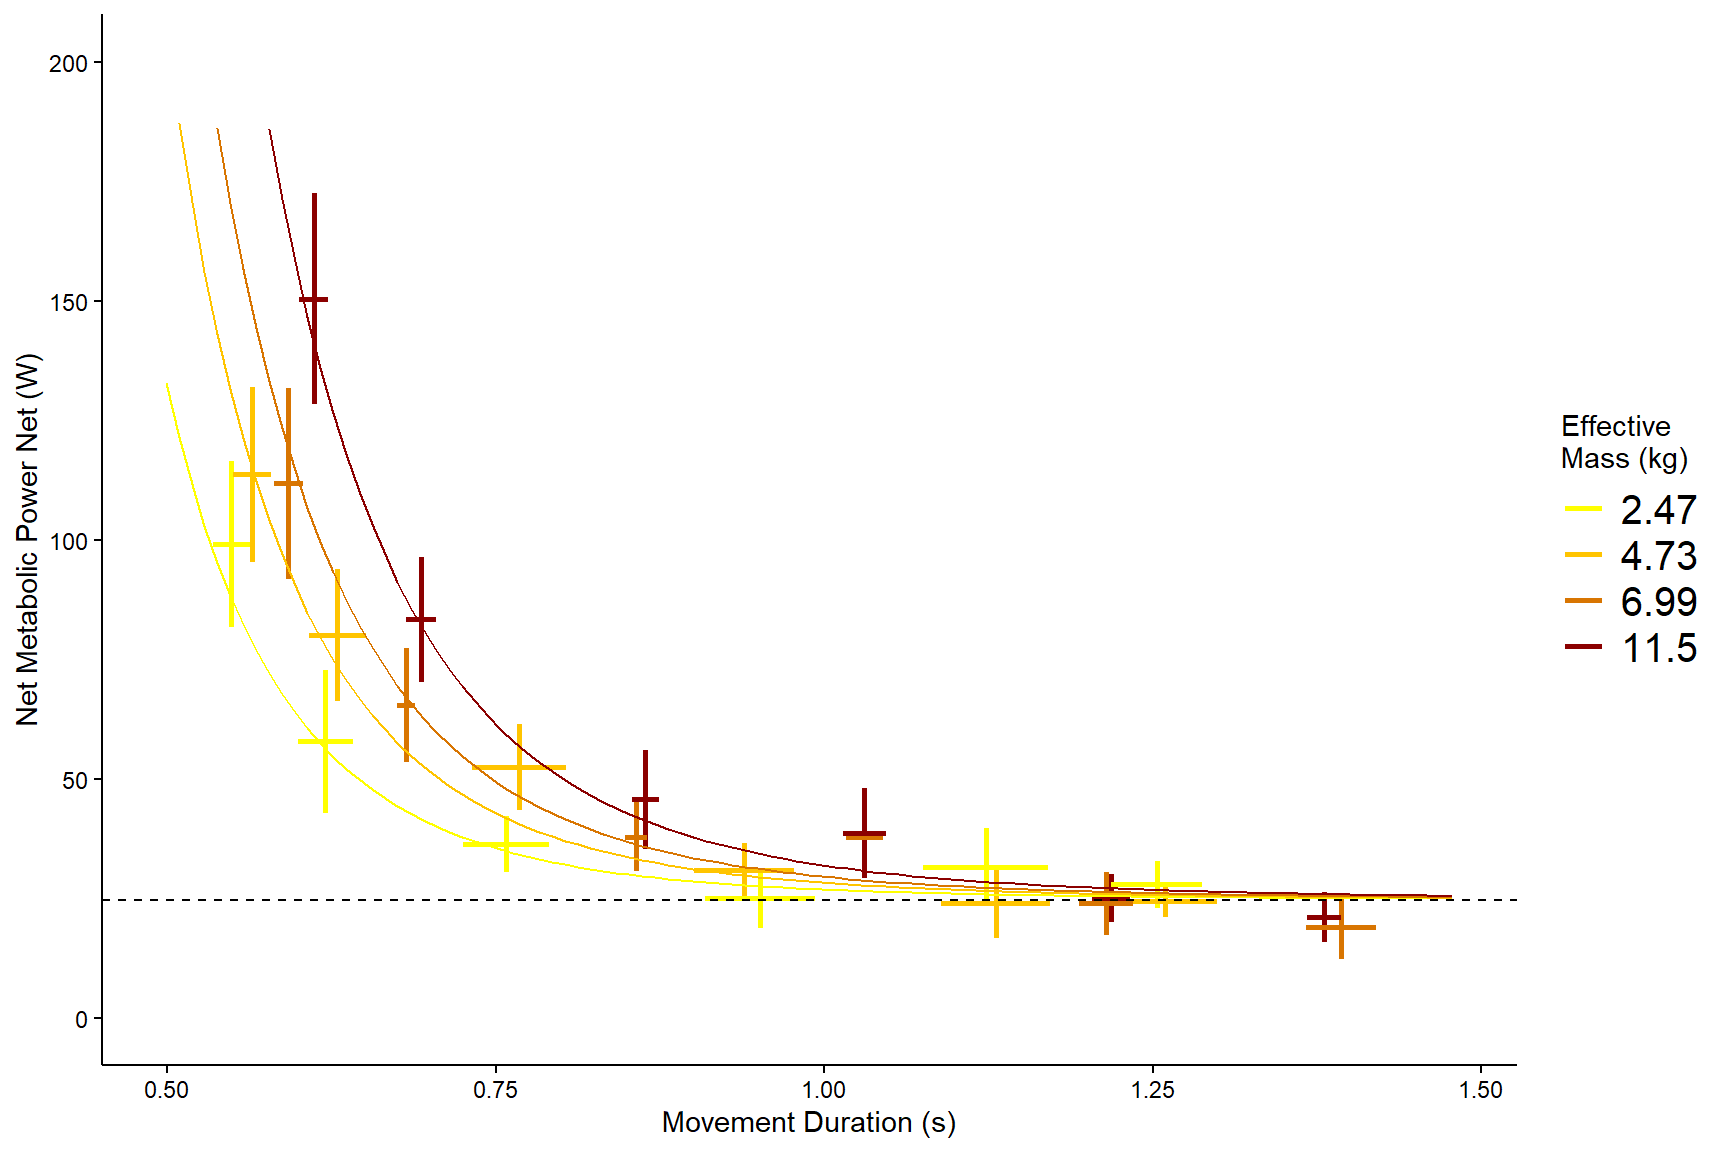 200
150
100
50
0
Net Metabolic Power Net (W)
0.50 0.75 1.00 1.25 1.50
Movement Duration (s)
Effective
Mass (kg)
2.47
4.73
6.99
11.5